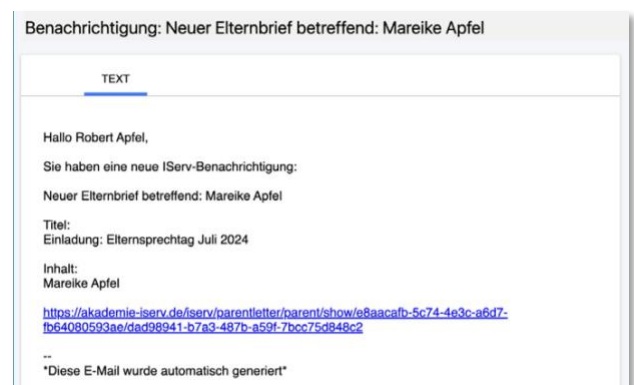 Benachrichtigung: Neuer Elternbrief betreffend: Mareike Apfel
TEXT
Hallo Robert Apfel,
Sie haben eine neue IServ-Benachrichtigung:
Neuer Elternbrief betreffend: Mareike Apfel
Titel:
Einladung: Elternsprechtag Juli 2024
Inhalt:
Mareike Apfel
https://akademie-iserv.de/iserv/parentletter/parent/show/e8aacafb-5c74-4e3c-a6d7-
fb64080593ae/dad98941-b7a3-487b-a59f-7bcc75d848c2
--
*Diese E-Mail wurde automatisch generiert*